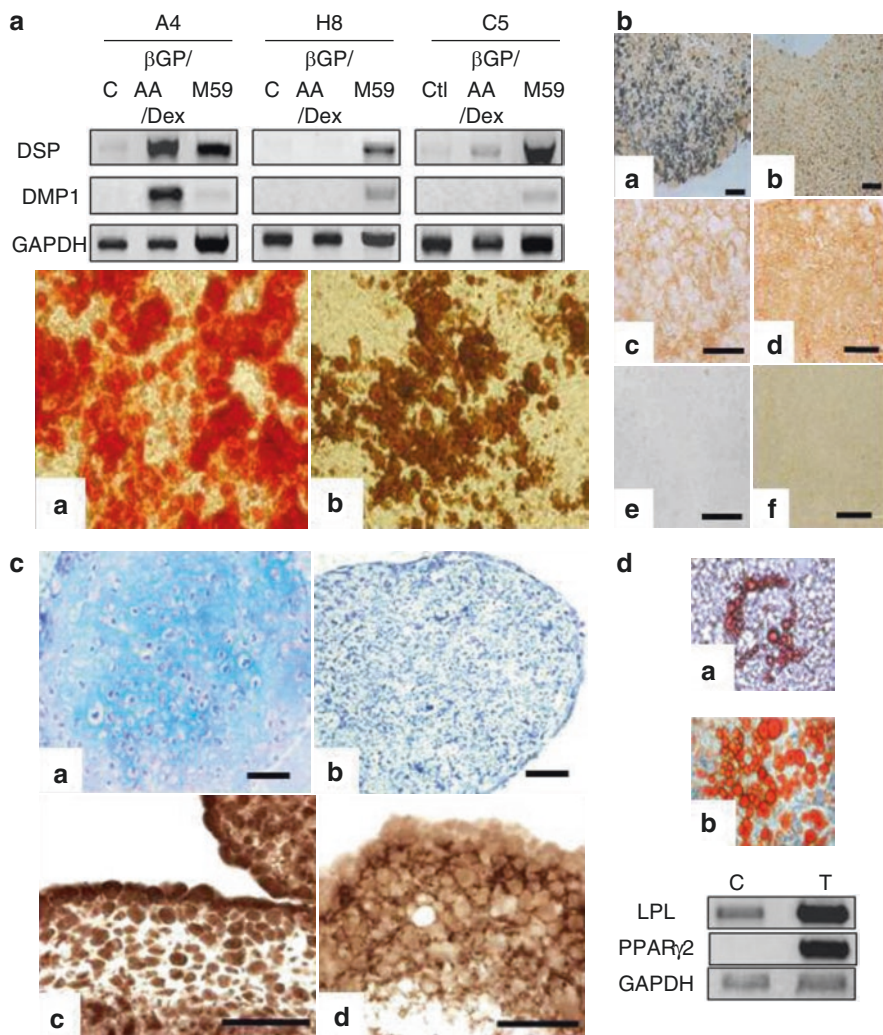 a
A4 H8 C5
βGP/ βGP/ βGP/
C AA M59 C AA M59 Ctl AA M59
/Dex /Dex /Dex
DSP
DMP1
GAPDH
a b
b
a b
c d
e f
c
a b
c d
d
a
b
C T
LPL
PPARγ2
GAPDH